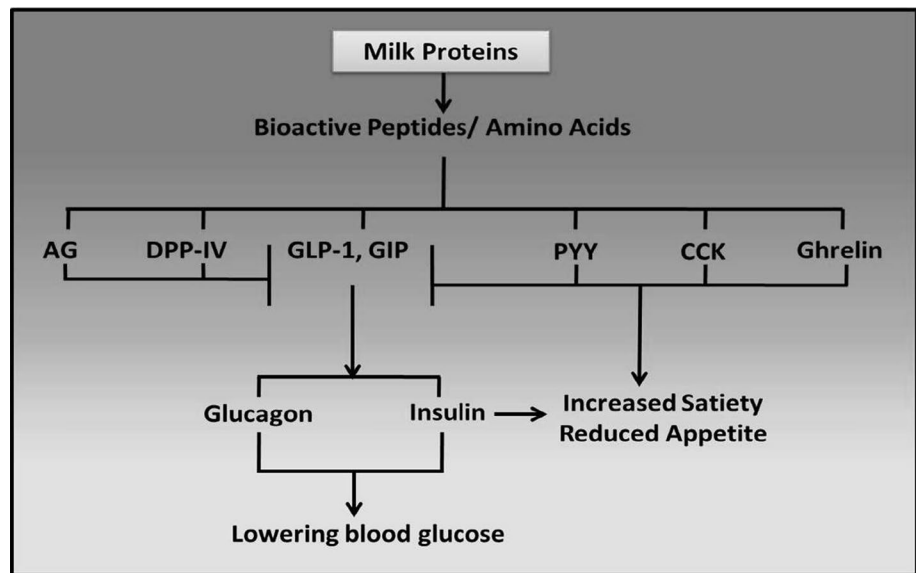 Milk Proteins
Bioactive Peptides/ Amino Acids
AG DPP-IV GLP-1, GIP PYY CCK Ghrelin
Glucagon Insulin
Increased Satiety
Reduced Appetite
Lowering blood glucose